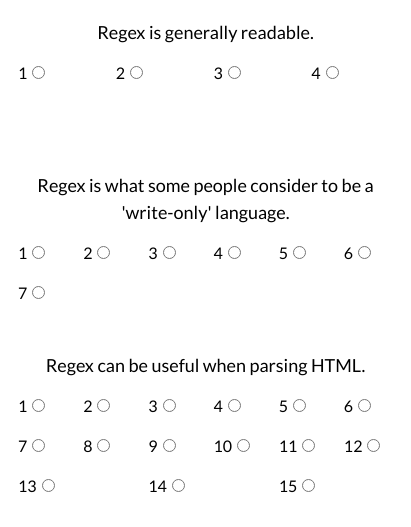 Regex is generally readable.
1 2 3 4
Regex is what some people consider to be a
'write-only' language.
1 2 3 4 5 6
7
Regex can be useful when parsing HTML.
1 2 3 4 5 6
7 8 9 10 11 12
13 14 15